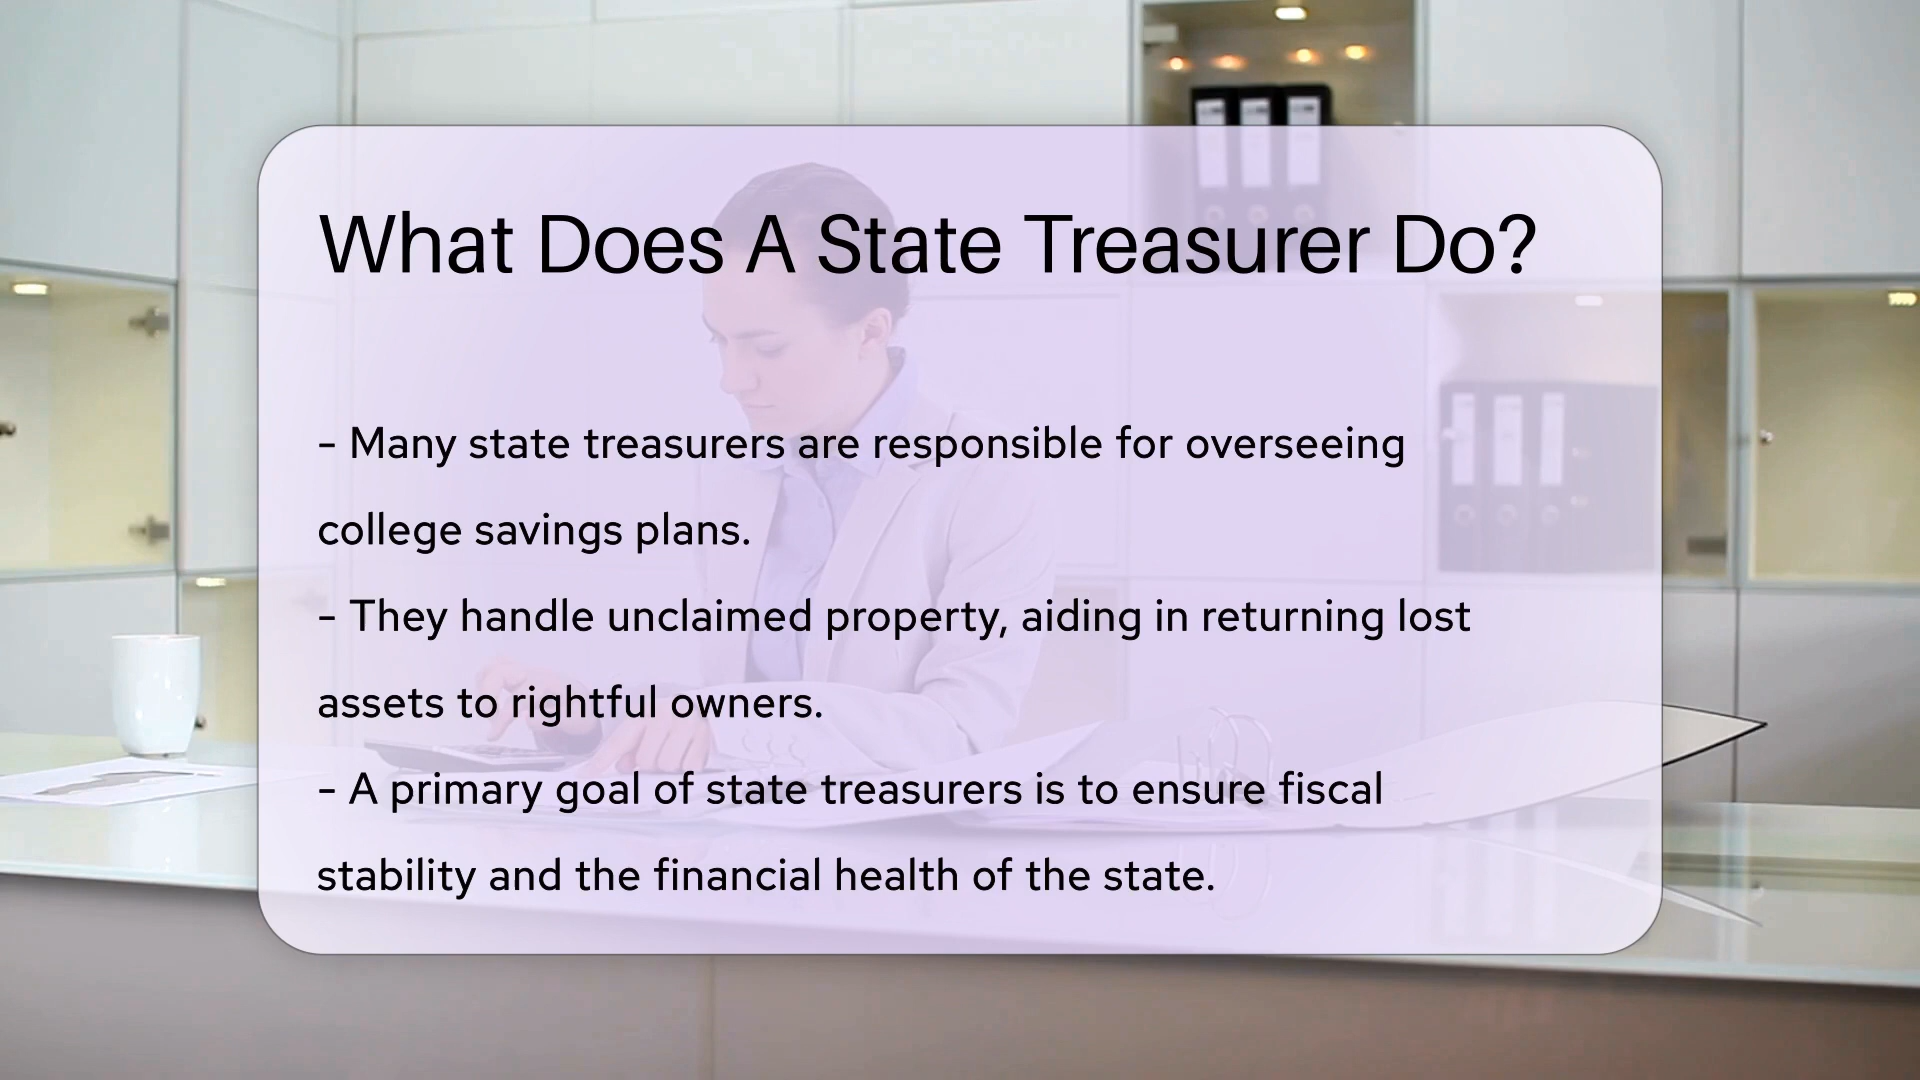 What Does A State Treasurer Do?
– Many state treasurers are responsible for overseeing
college savings plans.
– They handle unclaimed property, aiding in returning lost
assets to rightful owners.
– A primary goal of state treasurers is to ensure fiscal
stability and the financial health of the state.